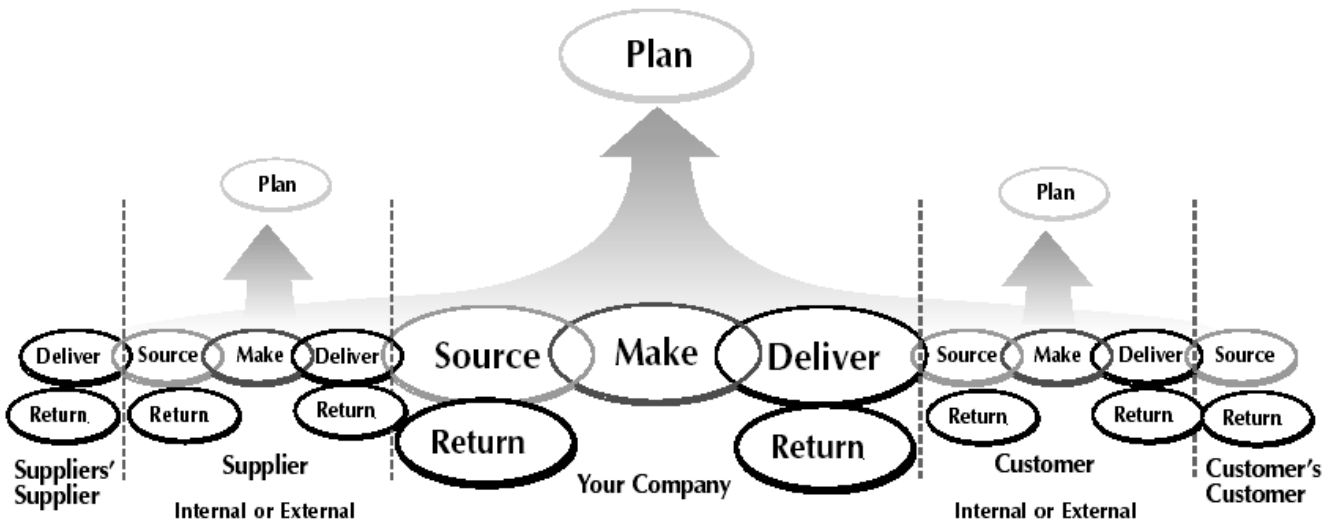 Plan
Plan
Plan
Deliver
Source
Make
Deliver
Source
Make
Deliver
Source
Make
Deliver
Source
Return
Return
Return
Return
Return
Return
Return
Return
Suppliers'
Supplier
Supplier
Your Company
Customer
Customer's
Customer
Internal or External
Internal or External